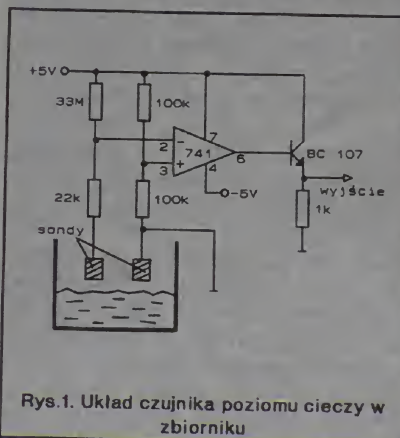 +5V
33M
100k
7
2
741
6
BC 107
3
4
wyjście
22k
100k
-5V
1k
sondy
Rys.1. Układ czujnika poziomu cieczy w
zbiorniku